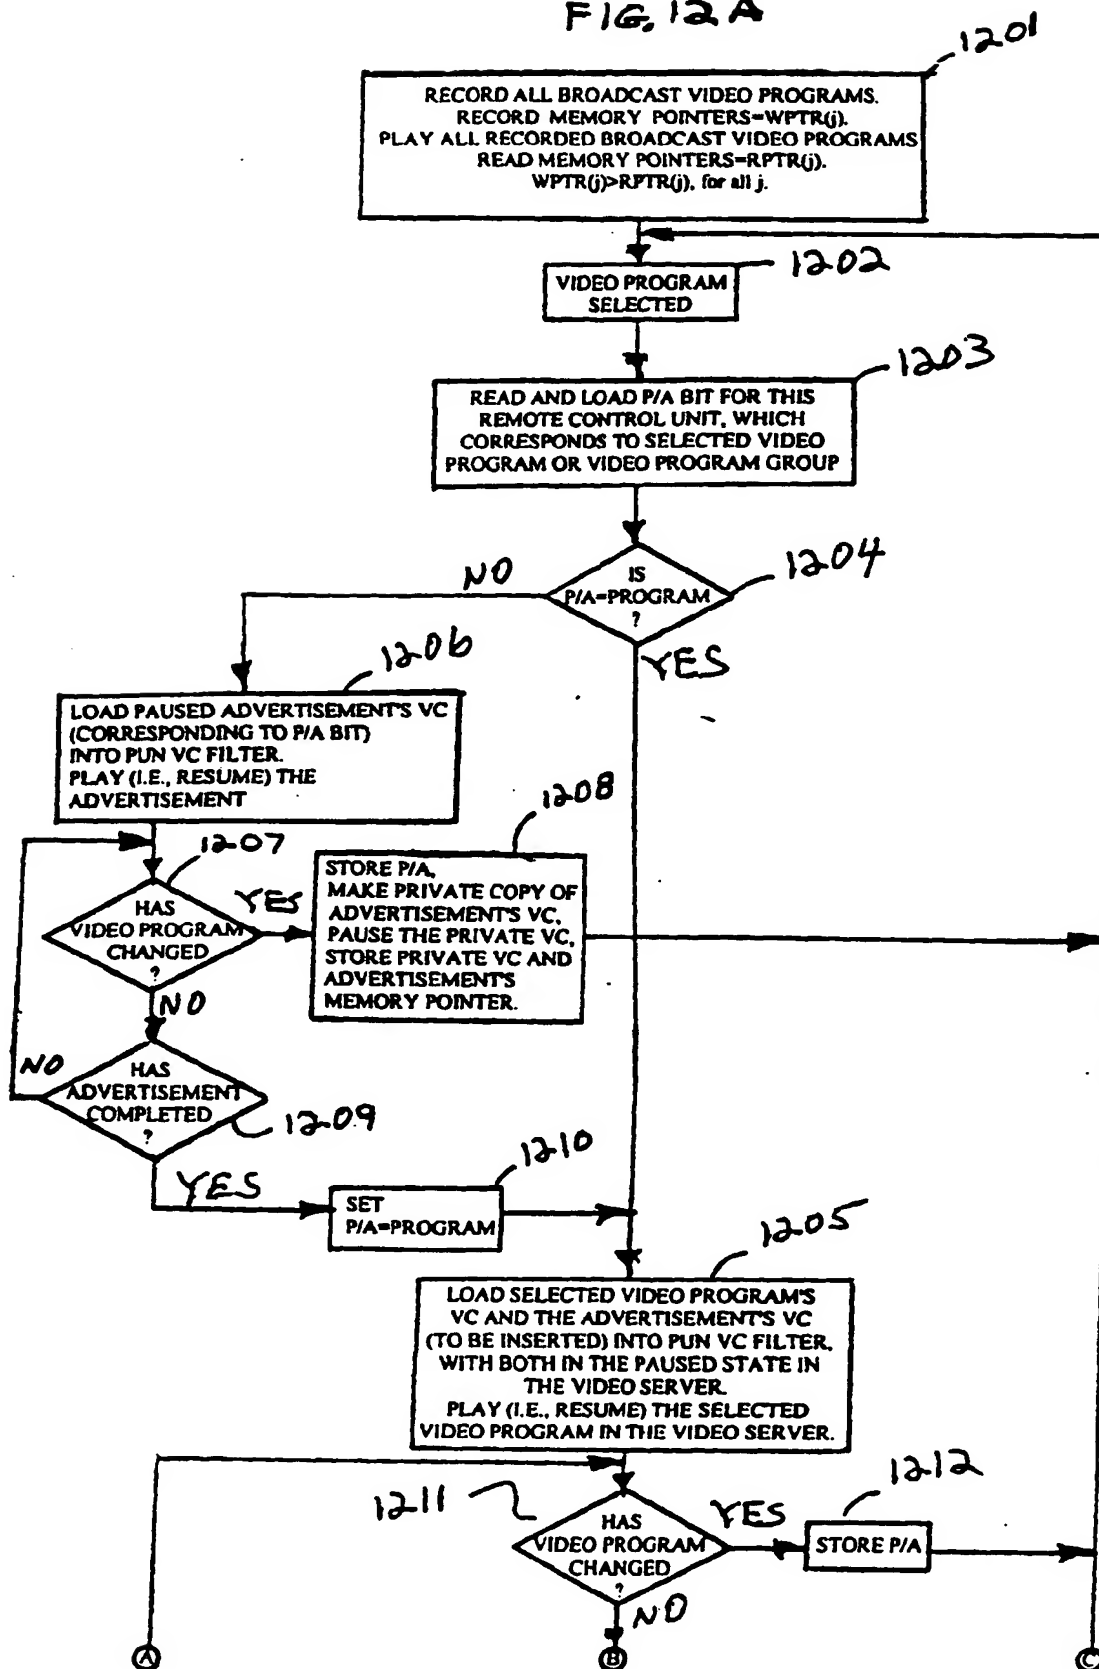 FIG. 12A
1201
RECORD ALL BROADCAST VIDEO PROGRAMS.
RECORD MEMORY POINTERS=WPTR(j).
PLAY ALL RECORDED BROADCAST VIDEO PROGRAMS
READ MEMORY POINTERS=RPTR(j).
WPTR(j)>RPTR(j), for all j.
1202
VIDEO PROGRAM
SELECTED
1203
READ AND LOAD P/A BIT FOR THIS
REMOTE CONTROL UNIT, WHICH
CORRESPONDS TO SELECTED VIDEO
PROGRAM OR VIDEO PROGRAM GROUP
1204
IS
P/A=PROGRAM
?
NO
YES
1206
LOAD PAUSED ADVERTISEMENT'S VC
(CORRESPONDING TO P/A BIT)
INTO PUN VC FILTER.
PLAY (I.E., RESUME) THE
ADVERTISEMENT
1207
HAS
VIDEO PROGRAM
CHANGED
?
YES
NO
1208
STORE P/A,
MAKE PRIVATE COPY OF
ADVERTISEMENT'S VC,
PAUSE THE PRIVATE VC,
STORE PRIVATE VC AND
ADVERTISEMENT'S
MEMORY POINTER.
NO
HAS
ADVERTISEMENT
COMPLETED
?
1209
YES
1210
SET
P/A=PROGRAM
1205
LOAD SELECTED VIDEO PROGRAM'S
VC AND THE ADVERTISEMENT'S VC
(TO BE INSERTED) INTO PUN VC FILTER,
WITH BOTH IN THE PAUSED STATE IN
THE VIDEO SERVER.
PLAY (I.E., RESUME) THE SELECTED
VIDEO PROGRAM IN THE VIDEO SERVER.
1211
HAS
VIDEO PROGRAM
CHANGED
?
YES
NO
1212
STORE P/A
A
B
C